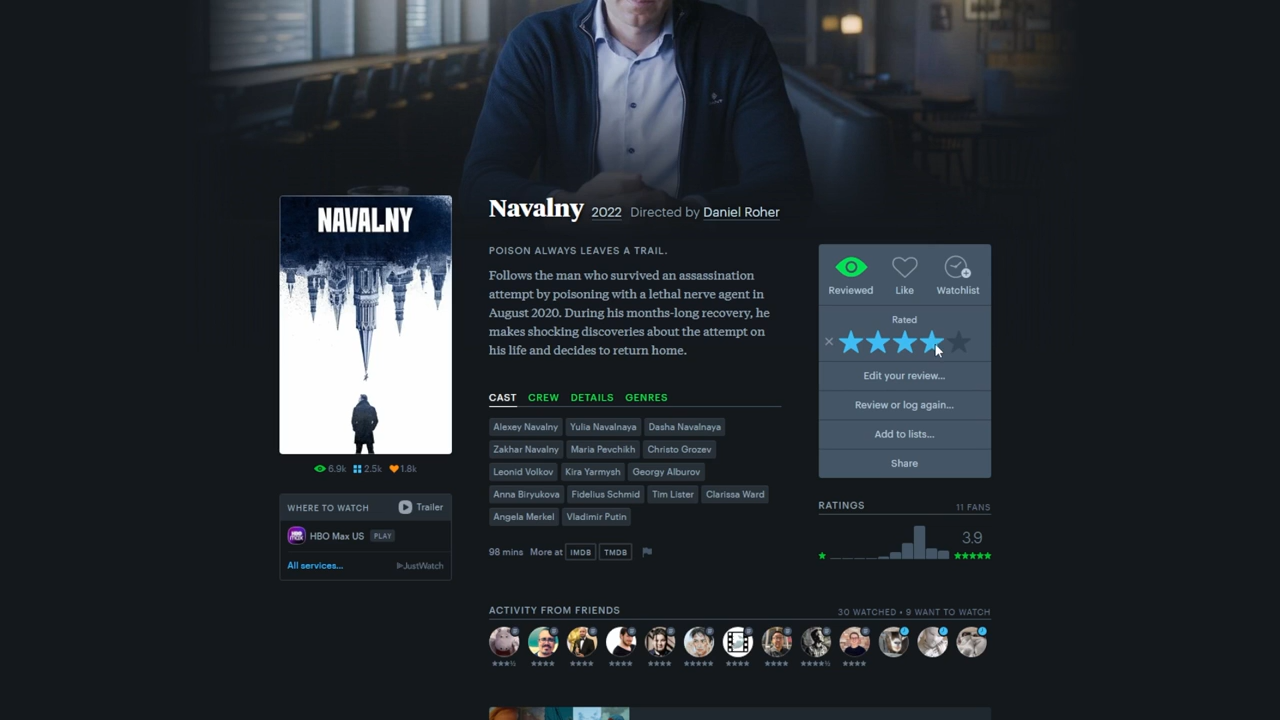 NAVALNY
Navalny 2022 Directed by Daniel Roher
POISON ALWAYS LEAVES A TRAIL.
Follows the man who survived an assassination
attempt by poisoning with a lethal nerve agent in
August 2020. During his months-long recovery, he
makes shocking discoveries about the attempt on
his life and decides to return home.
Reviewed Like Watchlist
Rated
Edit your review...
Review or log again...
Add to lists...
Share
CAST CREW DETAILS GENRES
Alexey Navalny Yulia Navalnaya Dasha Navalnaya
Zakhar Navalny Maria Pevchikh Christo Grozev
Leonid Volkov Kira Yarmysh Georgy Alburov
Anna Biryukova Fidelius Schmid Tim Lister Clarissa Ward
Angela Merkel Vladimir Putin
98 mins More at IMDB TMDB
6.9k 2.5k 1.8k
WHERE TO WATCH Trailer
HBO Max US PLAY
All services... JustWatch
RATINGS 11 FANS
3.9
ACTIVITY FROM FRIENDS 30 WATCHED • 9 WANT TO WATCH